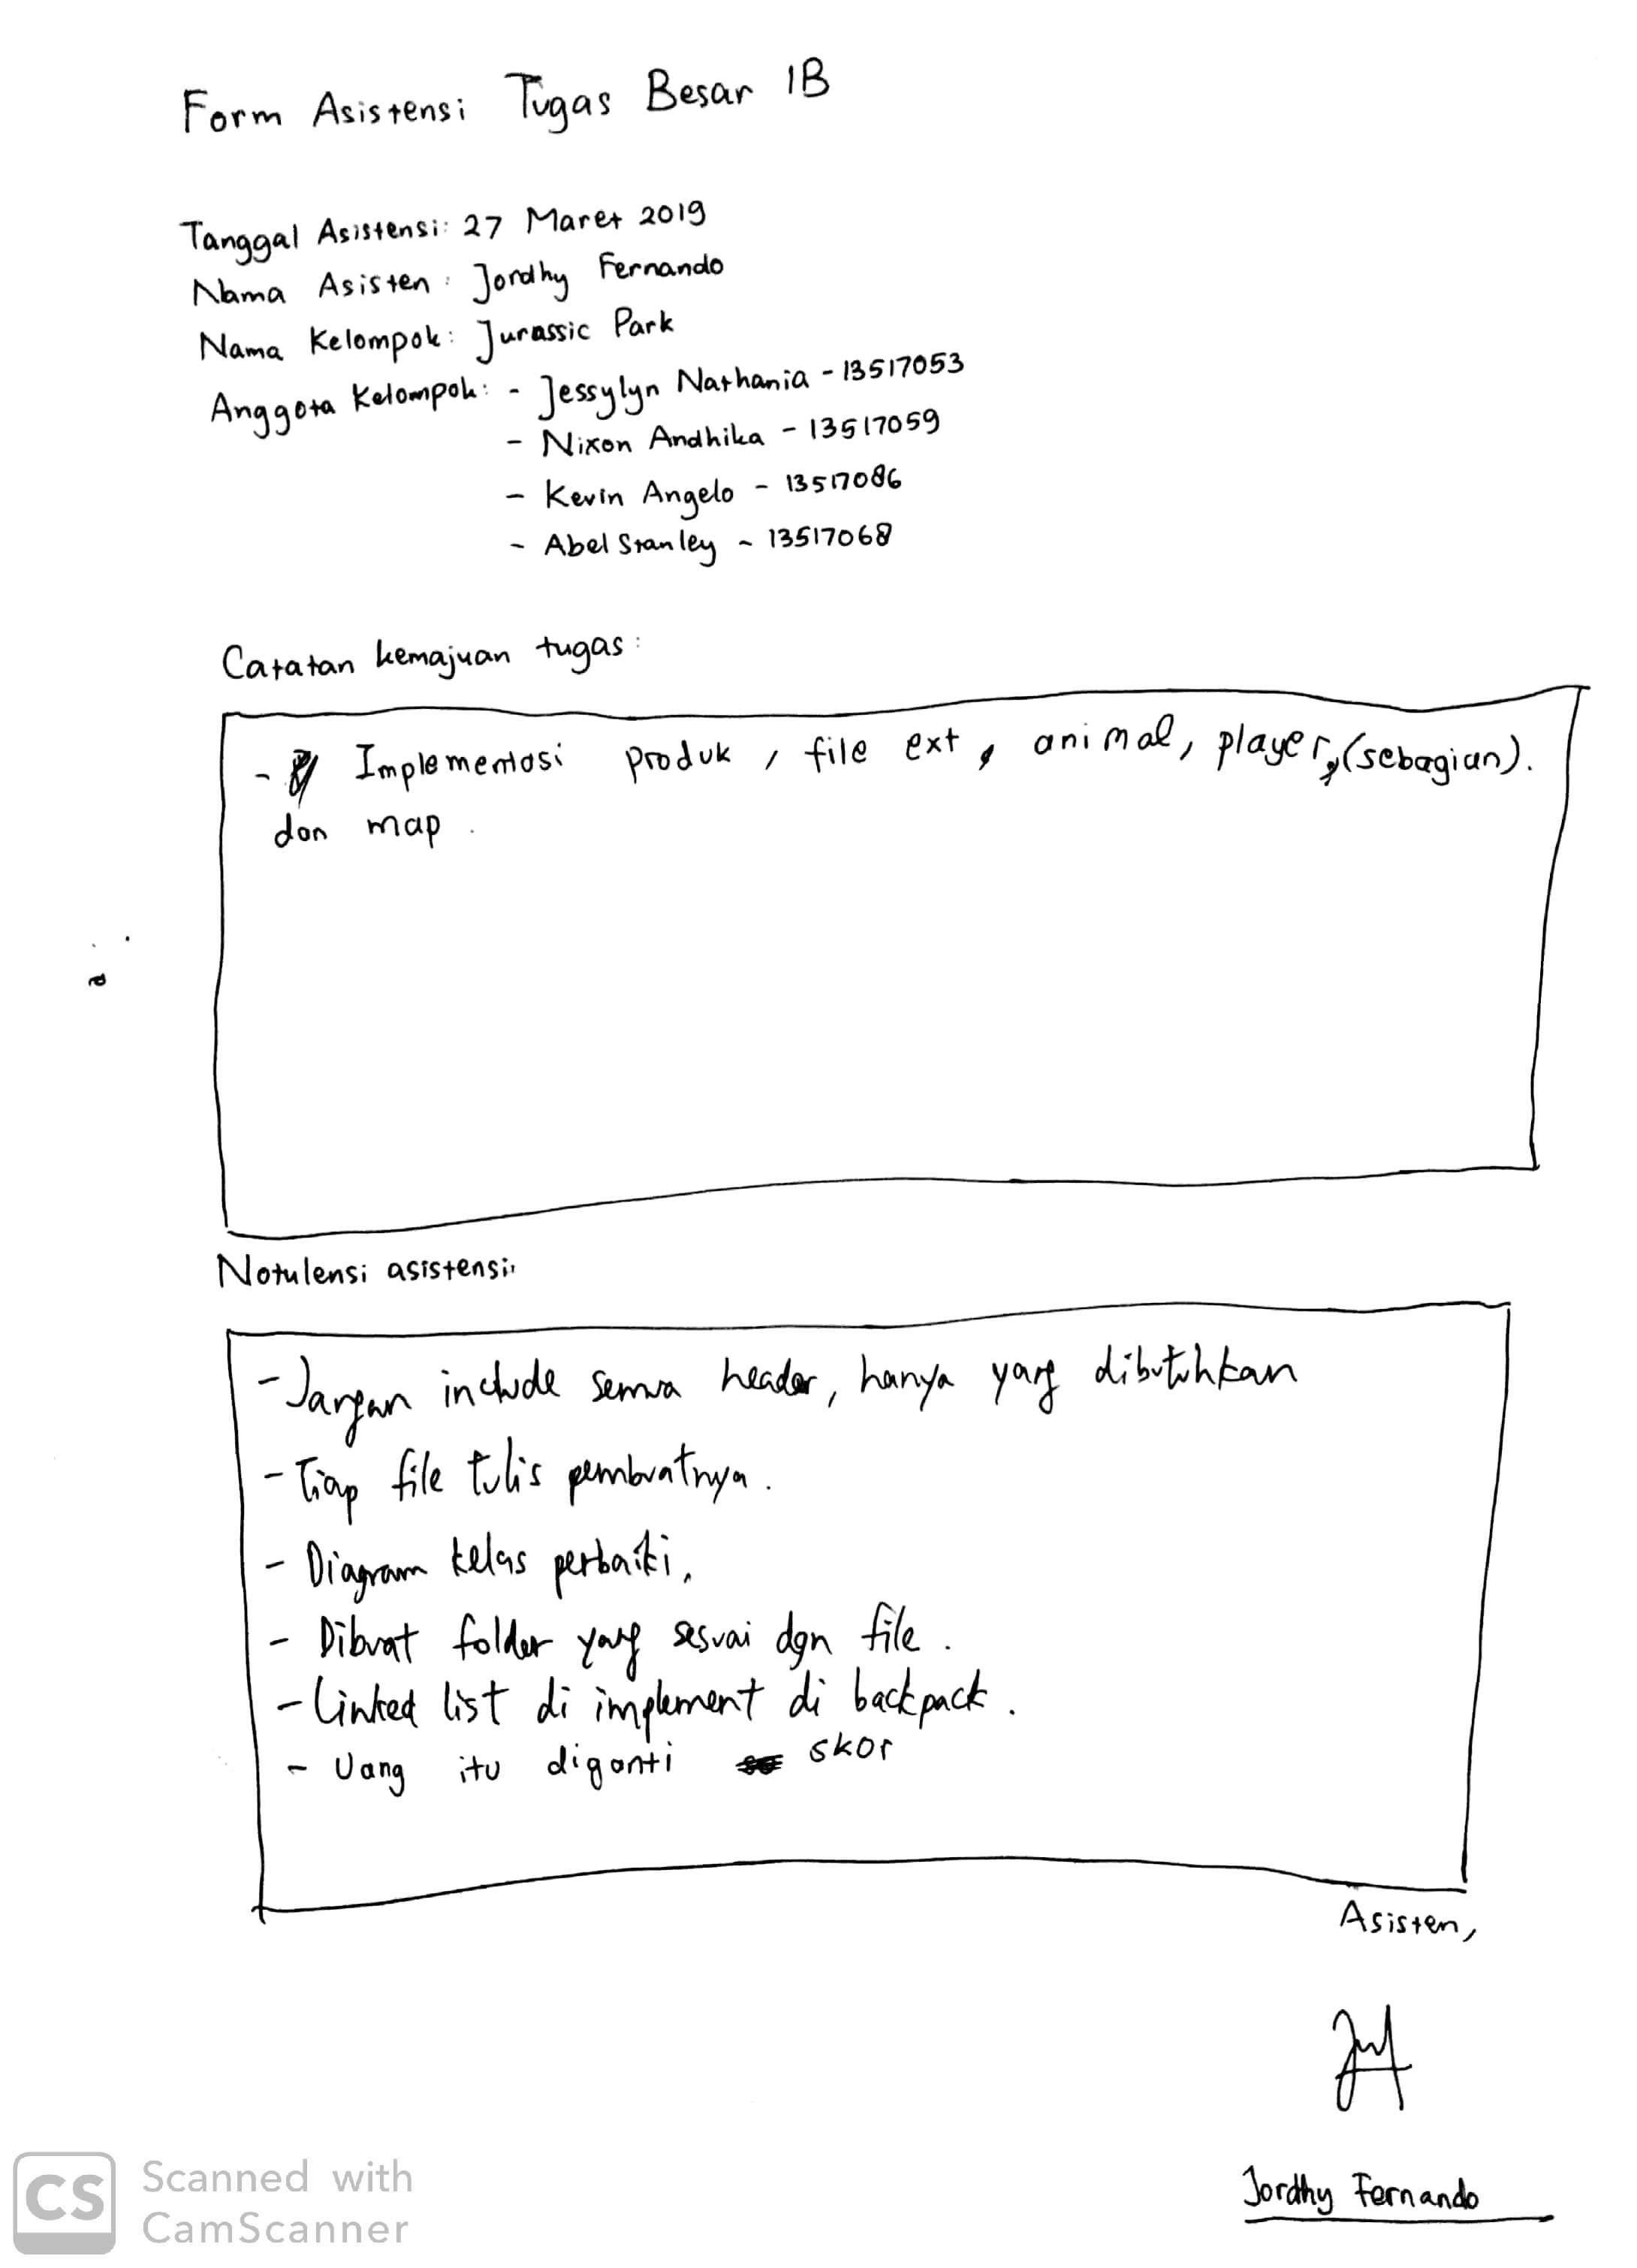 Form Asistensi Tugas Besar 1B
Tanggal Asistensi: 27 Maret 2019
Nama Asisten: Jordhy Fernando
Nama Kelompok: Jurassic Park
Anggota Kelompok: - Jessylyn Nathania - 13517053
- Nixon Andhika - 13517059
- Kevin Angelo - 13517086
- Abel Stanley - 13517068
Catatan kemajuan tugas:
- Implementasi produk, file ext, animal, player, (sebagian).
dan map.
Notulensi asistensi:
- Jangan include semua header, hanya yang dibutuhkan
- Tiap file tulis pembuatnya.
- Diagram kelas perbaiki.
- Dibuat folder yang sesuai dgn file.
- Linked list di implement di backpack.
- Uang itu diganti skor
Asisten,
Jordhy Fernando
CS Scanned with
CamScanner